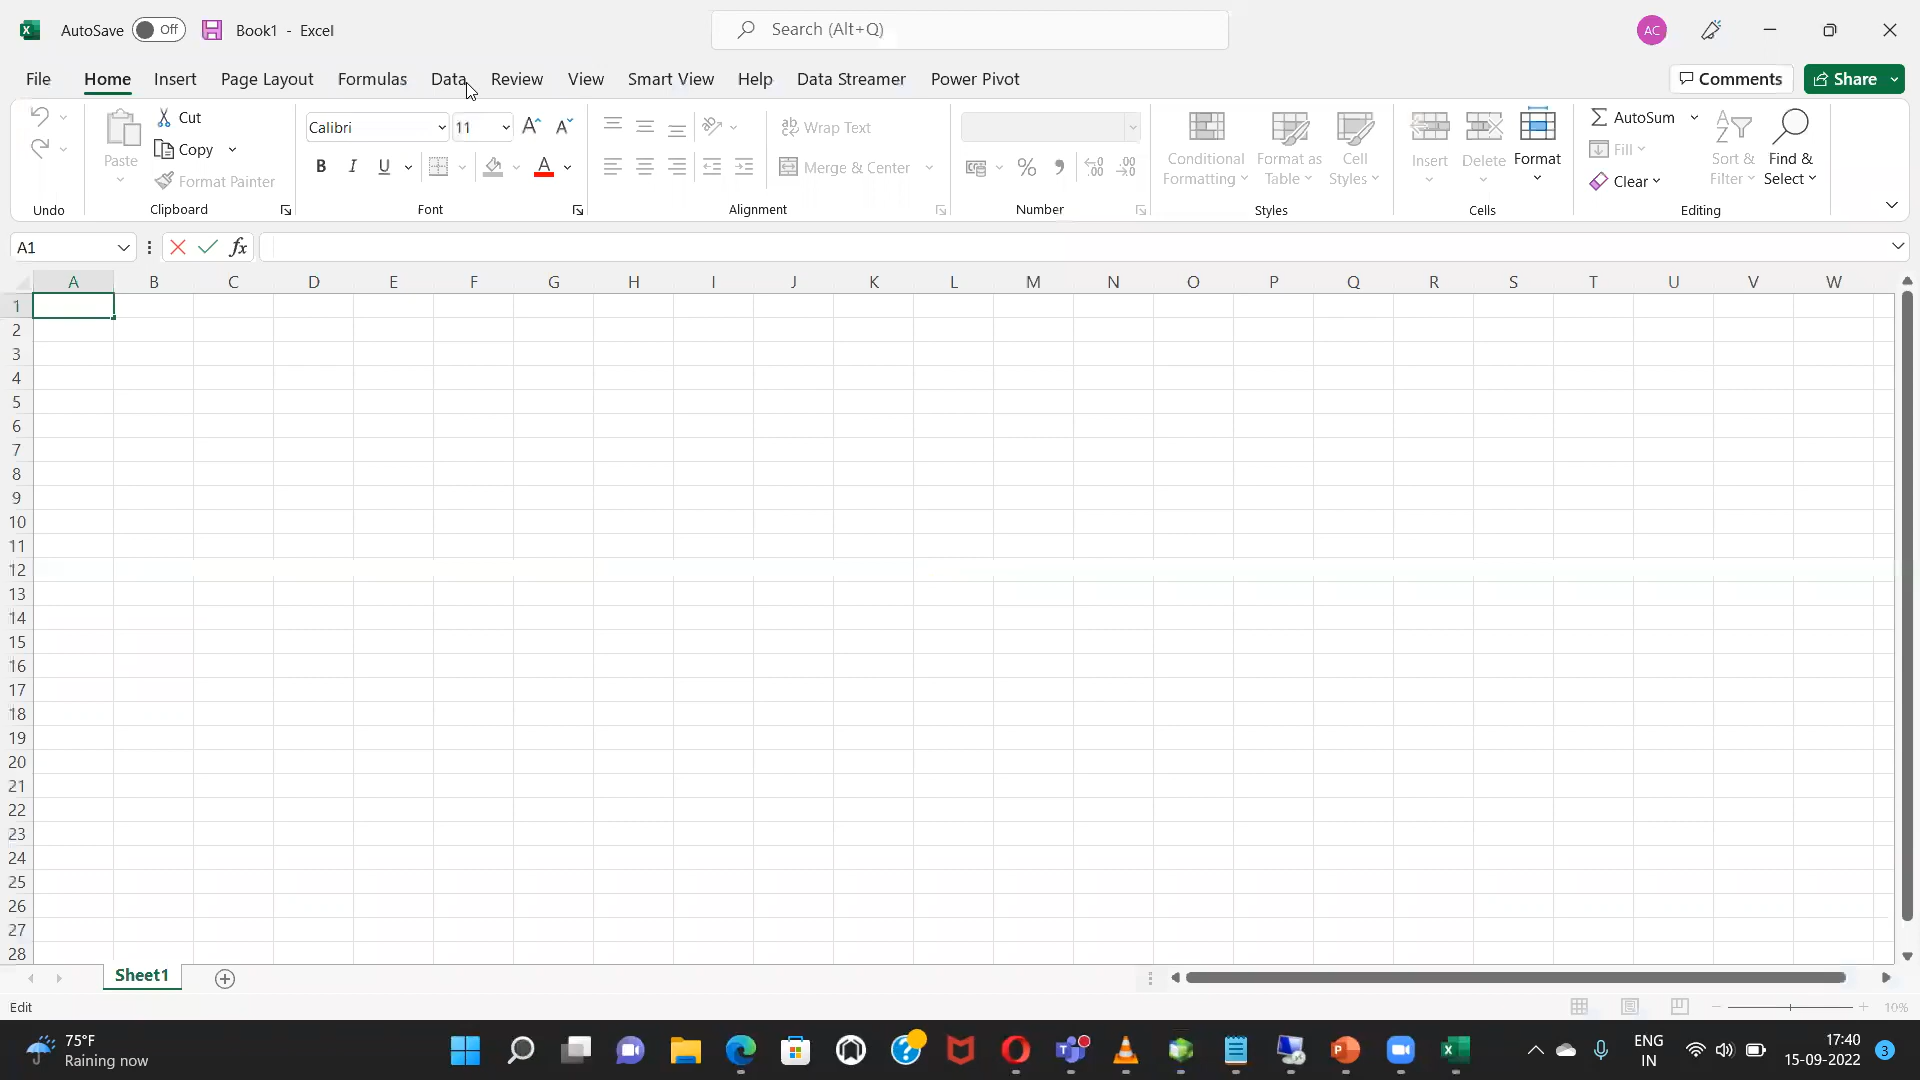 AutoSave Off Book1 - Excel Search (Alt+Q) AC
File Home Insert Page Layout Formulas Data Review View Smart View Help Data Streamer Power Pivot Comments Share
Paste
Cut
Copy
Format Painter
Calibri 11
B I U A
ab Wrap Text
Merge & Center
% 9 .00
Conditional Formatting
Format as Table
Cell Styles
Insert Delete Format
AutoSum
Fill
Clear
Sort & Filter
Find & Select
Undo Clipboard Font Alignment Number Styles Cells Editing
A1 fx
A B C D E F G H I J K L M N O P Q R S T U V W
1
2
3
4
5
6
7
8
9
10
11
12
13
14
15
16
17
18
19
20
21
22
23
24
25
26
27
28
Sheet1
Edit 10%
75°F
Raining now
ENG
IN
17:40
15-09-2022
3